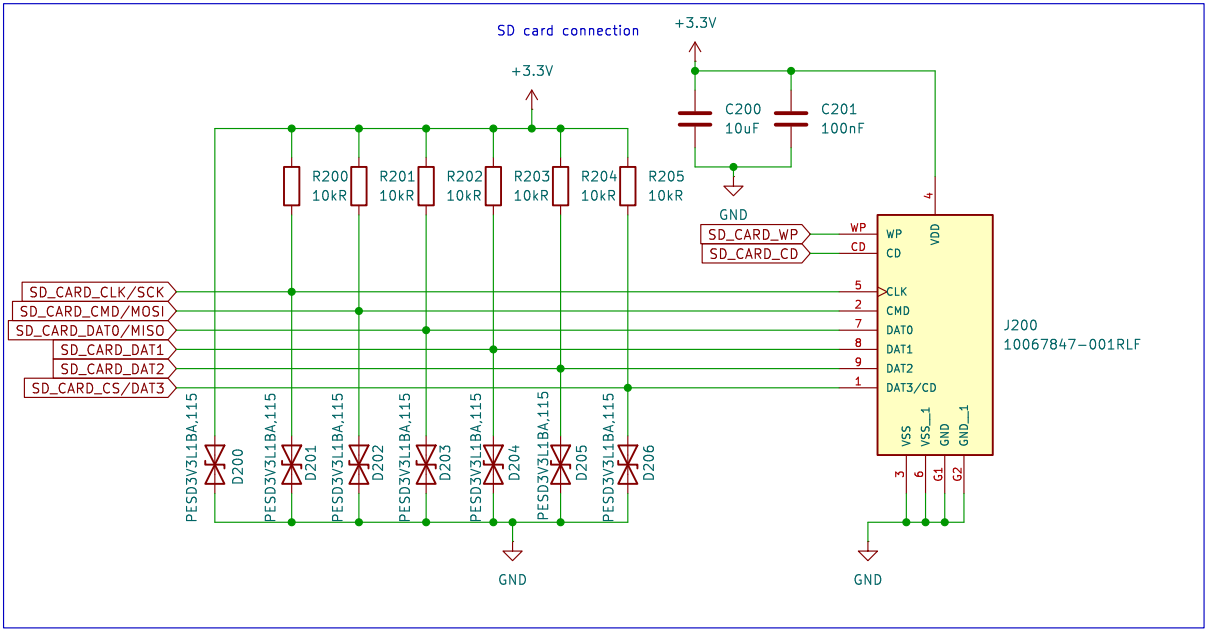 SD card connection
+3.3V
+3.3V
C200
10uF
C201
100nF
R200
10kR
R201
10kR
R202
10kR
R203
10kR
R204
10kR
R205
10kR
GND
4
VDD
SD_CARD_WP
WP
WP
SD_CARD_CD
CD
CD
SD_CARD_CLK/SCK
5
CLK
SD_CARD_CMD/MOSI
2
CMD
SD_CARD_DAT0/MISO
7
DAT0
SD_CARD_DAT1
8
DAT1
SD_CARD_DAT2
9
DAT2
SD_CARD_CS/DAT3
1
DAT3/CD
J200
10067847-001RLF
PESD3V3L1BA,115
D200
PESD3V3L1BA,115
D201
PESD3V3L1BA,115
D202
PESD3V3L1BA,115
D203
PESD3V3L1BA,115
D204
PESD3V3L1BA,115
D205
PESD3V3L1BA,115
D206
VSS
VSS__1
GND
GND__1
3
6
G1
G2
GND
GND